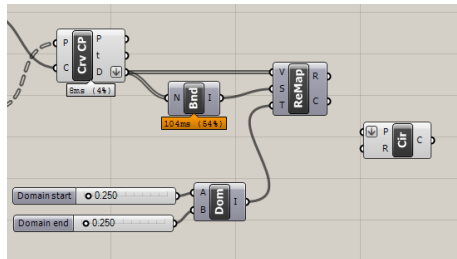 P Crv CP P
t
C D
8ms (4%)
N Bnd I
104ms (54%)
V ReMap R
S
T C
P Cir C
R
Domain start 0.250
A Dom I
B
Domain end 0.250